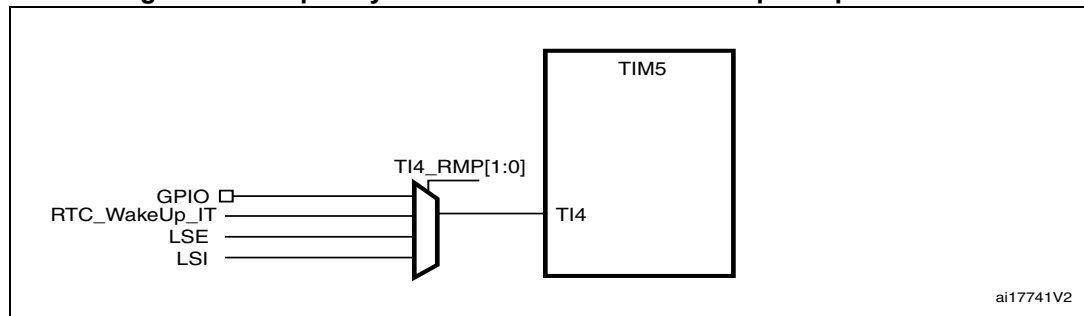 TIM5
TI4_RMP[1:0]
GPIO
RTC_WakeUp_IT
TI4
LSE
LSI
ai17741V2